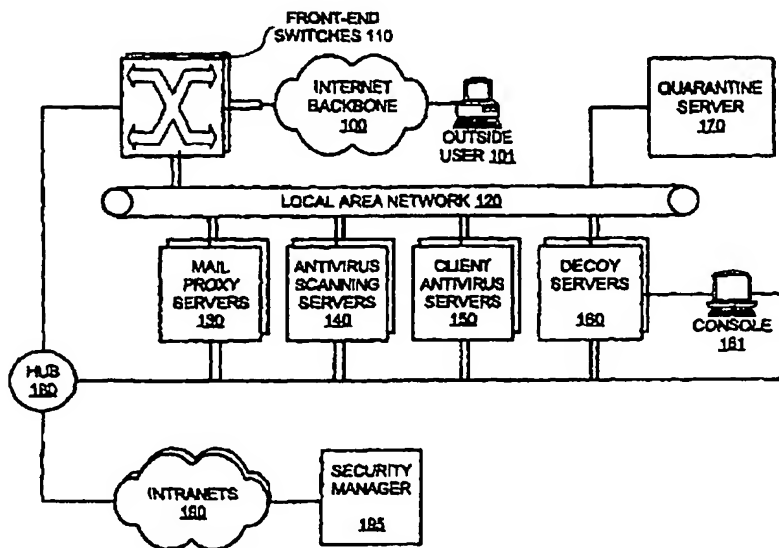 FRONT-END
SWITCHES 110
INTERNET
BACKBONE
100
OUTSIDE
USER 101
QUARANTINE
SERVER
170
LOCAL AREA NETWORK 120
MAIL
PROXY
SERVERS
130
ANTIVIRUS
SCANNING
SERVERS
140
CLIENT
ANTIVIRUS
SERVERS
150
DECOY
SERVERS
160
CONSOLE
161
HUB
INTRANETS
SECURITY
MANAGER
195